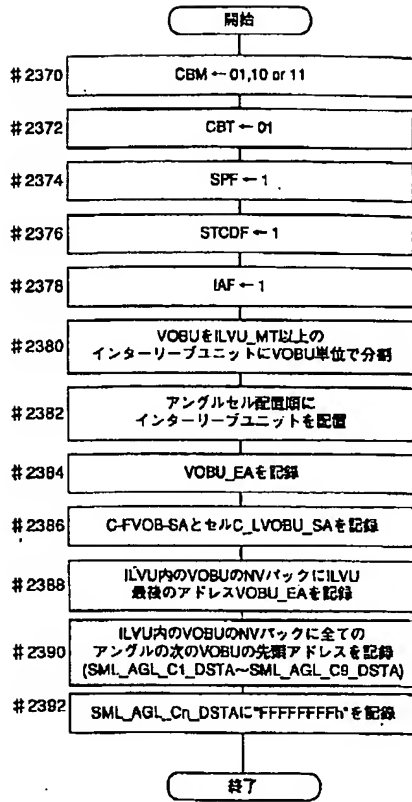 開始
#2370
CBM ← 01,10 or 11
#2372
CBT ← 01
#2374
SPF ← 1
#2376
STCDF ← 1
#2378
IAF ← 1
#2380
VOBUをILVU_MT以上の
インターリーブユニットにVOBU単位で分割
#2382
アングルセル配置順に
インターリーブユニットを配置
#2384
VOBU_EAを記録
#2386
C-FVOB-SAとセルC_LVOBU_SAを記録
#2388
ILVU内のVOBUのNVパックにILVU
最後のアドレスVOBU_EAを記録
#2390
ILVU内のVOBUのNVパックに全ての
アングルの次のVOBUの先頭アドレスを記録
(SML_AGL_C1_DSTA～SML_AGL_C9_DSTA)
#2392
SML_AGL_Cn_DSTAに"FFFFFFFFh"を記録
終了